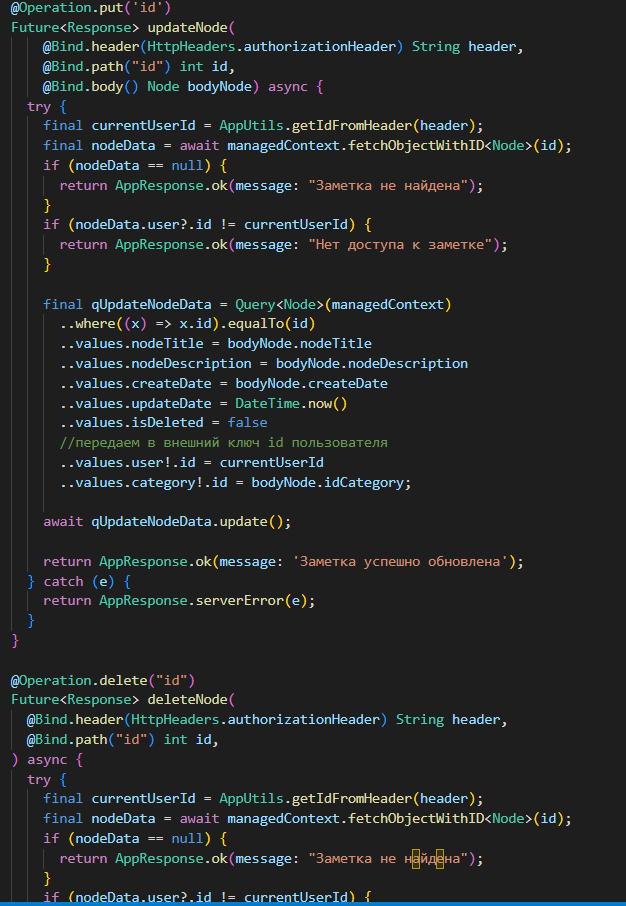 @Operation.put('id')
Future<Response> updateNode(
    @Bind.header(HttpHeaders.authorizationHeader) String header,
    @Bind.path("id") int id,
    @Bind.body() Node bodyNode) async {
  try {
    final currentUserId = AppUtils.getIdFromHeader(header);
    final nodeData = await managedContext.fetchObjectWithID<Node>(id);
    if (nodeData == null) {
      return AppResponse.ok(message: "Заметка не найдена");
    }
    if (nodeData.user?.id != currentUserId) {
      return AppResponse.ok(message: "Нет доступа к заметке");
    }
    final qUpdateNodeData = Query<Node>(managedContext)
      ..where((x) => x.id).equalTo(id)
      ..values.nodeTitle = bodyNode.nodeTitle
      ..values.nodeDescription = bodyNode.nodeDescription
      ..values.createDate = bodyNode.createDate
      ..values.updateDate = DateTime.now()
      ..values.isDeleted = false
      //передаем в внешний ключ id пользователя
      ..values.user!.id = currentUserId
      ..values.category!.id = bodyNode.idCategory;
    await qUpdateNodeData.update();
    return AppResponse.ok(message: 'Заметка успешно обновлена');
  } catch (e) {
    return AppResponse.serverError(e);
  }
}
@Operation.delete("id")
Future<Response> deleteNode(
  @Bind.header(HttpHeaders.authorizationHeader) String header,
  @Bind.path("id") int id,
) async {
  try {
    final currentUserId = AppUtils.getIdFromHeader(header);
    final nodeData = await managedContext.fetchObjectWithID<Node>(id);
    if (nodeData == null) {
      return AppResponse.ok(message: "Заметка не найдена");
    }
    if (nodeData.user?.id != currentUserId) {